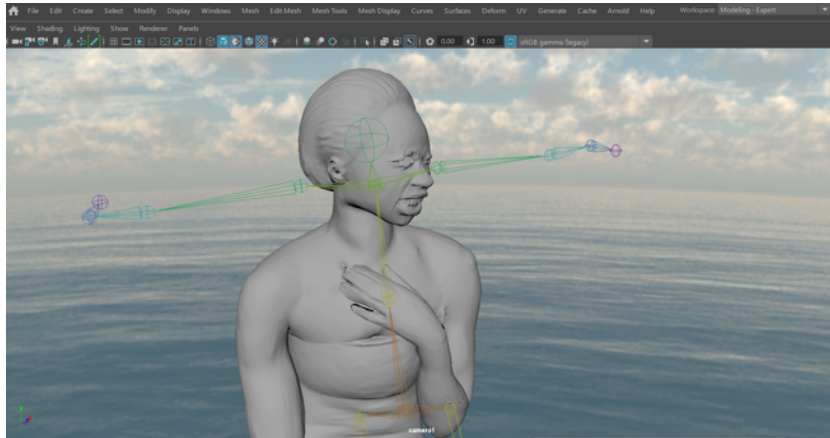 File Edit Create Select Modify Display Windows Mesh Edit Mesh Mesh Tools Mesh Display Curves Surfaces Deform UV Generate Cache Arnold Help Workspace: Modeling - Expert
View Shading Lighting Show Renderer Panels
0.00 1.00 sRGB gamma (legacy)
camera1